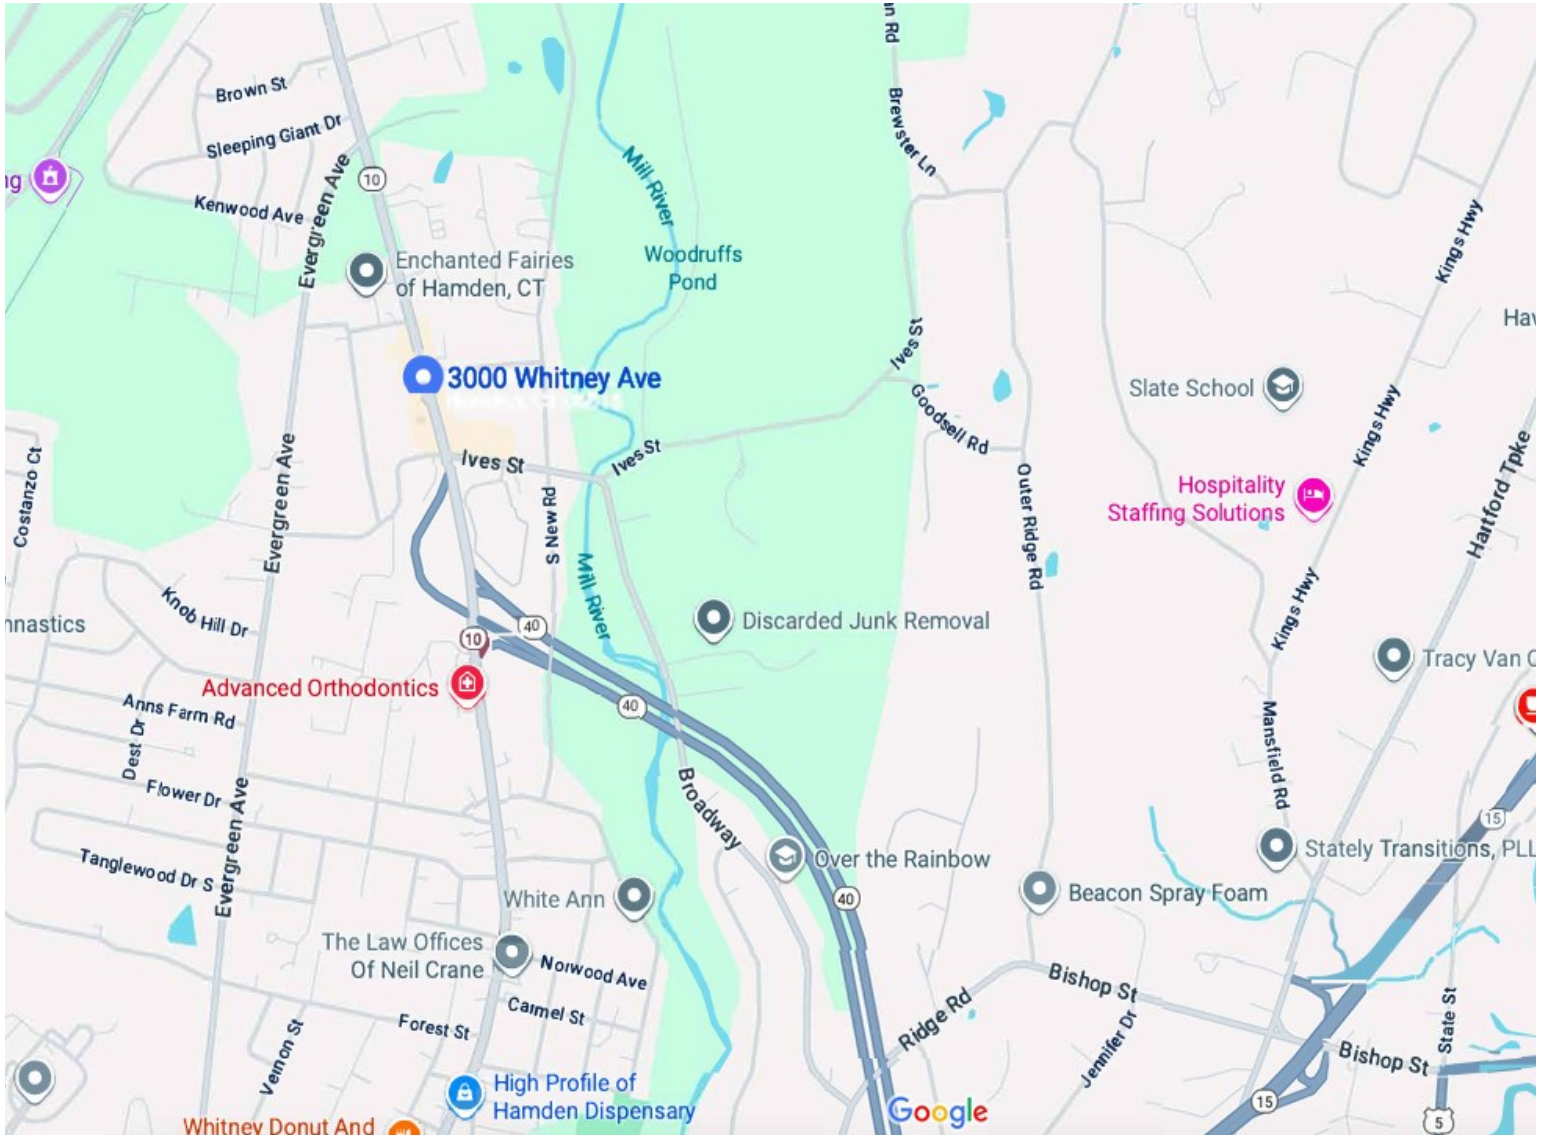 n Rd
Brown St
Brewster Ln
Sleeping Giant Dr
Mill River
Evergreen Ave
10
ng
Kenwood Ave
Kings Hwy
Woodruffs
Pond
Enchanted Fairies
of Hamden, CT
Hav
Ives St
3000 Whitney Ave
Slate School
Goodsell Rd
Kings Hwy
Ives St
Ives St
Costanzo Ct
Evergreen Ave
Hartford Tpke
Hospitality
Staffing Solutions
S New Rd
Outer Ridge Rd
Mill River
Knob Hill Dr
Kings Hwy
nnastics
40
Discarded Junk Removal
10
Tracy Van C
Advanced Orthodontics
Anns Farm Rd
40
Dest Dr
Mansfield Rd
Flower Dr
Broadway
15
Evergreen Ave
Over the Rainbow
Stately Transitions, PLL
Tanglewood Dr S
White Ann
40
Beacon Spray Foam
The Law Offices
Of Neil Crane
Norwood Ave
Bishop St
Carmel St
Ridge Rd
State St
Forest St
Vernon St
Jennifer Dr
Bishop St
High Profile of
Hamden Dispensary
Google
15
5
Whitney Donut And